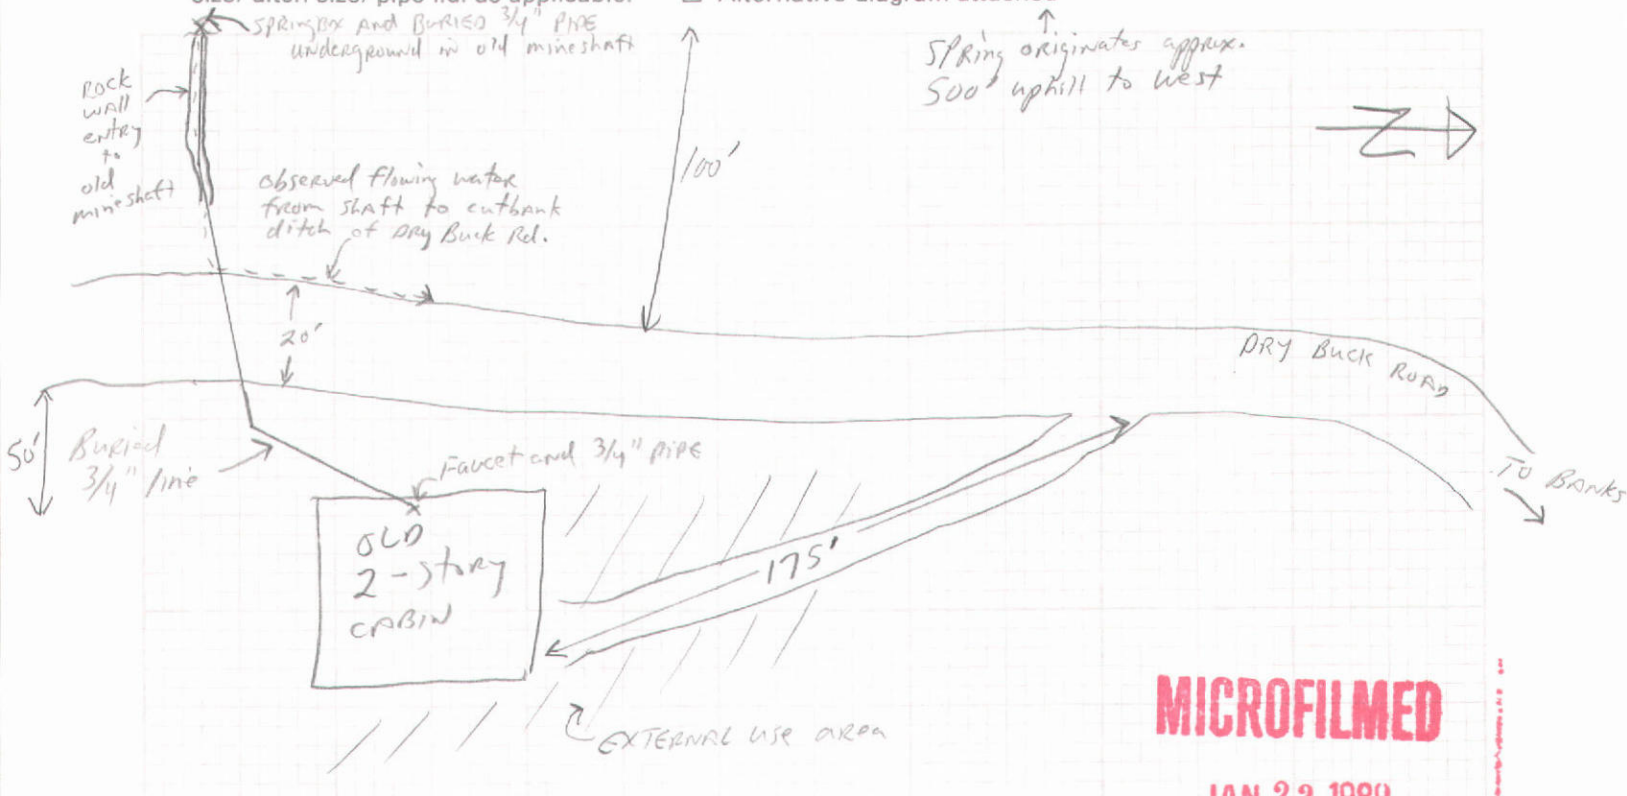 Alternative diagram attached
SPRINGBOX AND BURIED 3/4" PIPE
UNDERGROUND in old mineshaft
Spring originates approx.
500' uphill to west
ROCK
WALL
entry
to
old
mineshaft
Z
100'
observed flowing water
from shaft to cutbank
ditch of DRY Buck Rd.
20'
DRY BUCK ROAD
50'
Buried
3/4" line
Faucet and 3/4" PIPE
TO BANKS
OLD
2-story
CABIN
175'
EXTERNAL use area
MICROFILMED